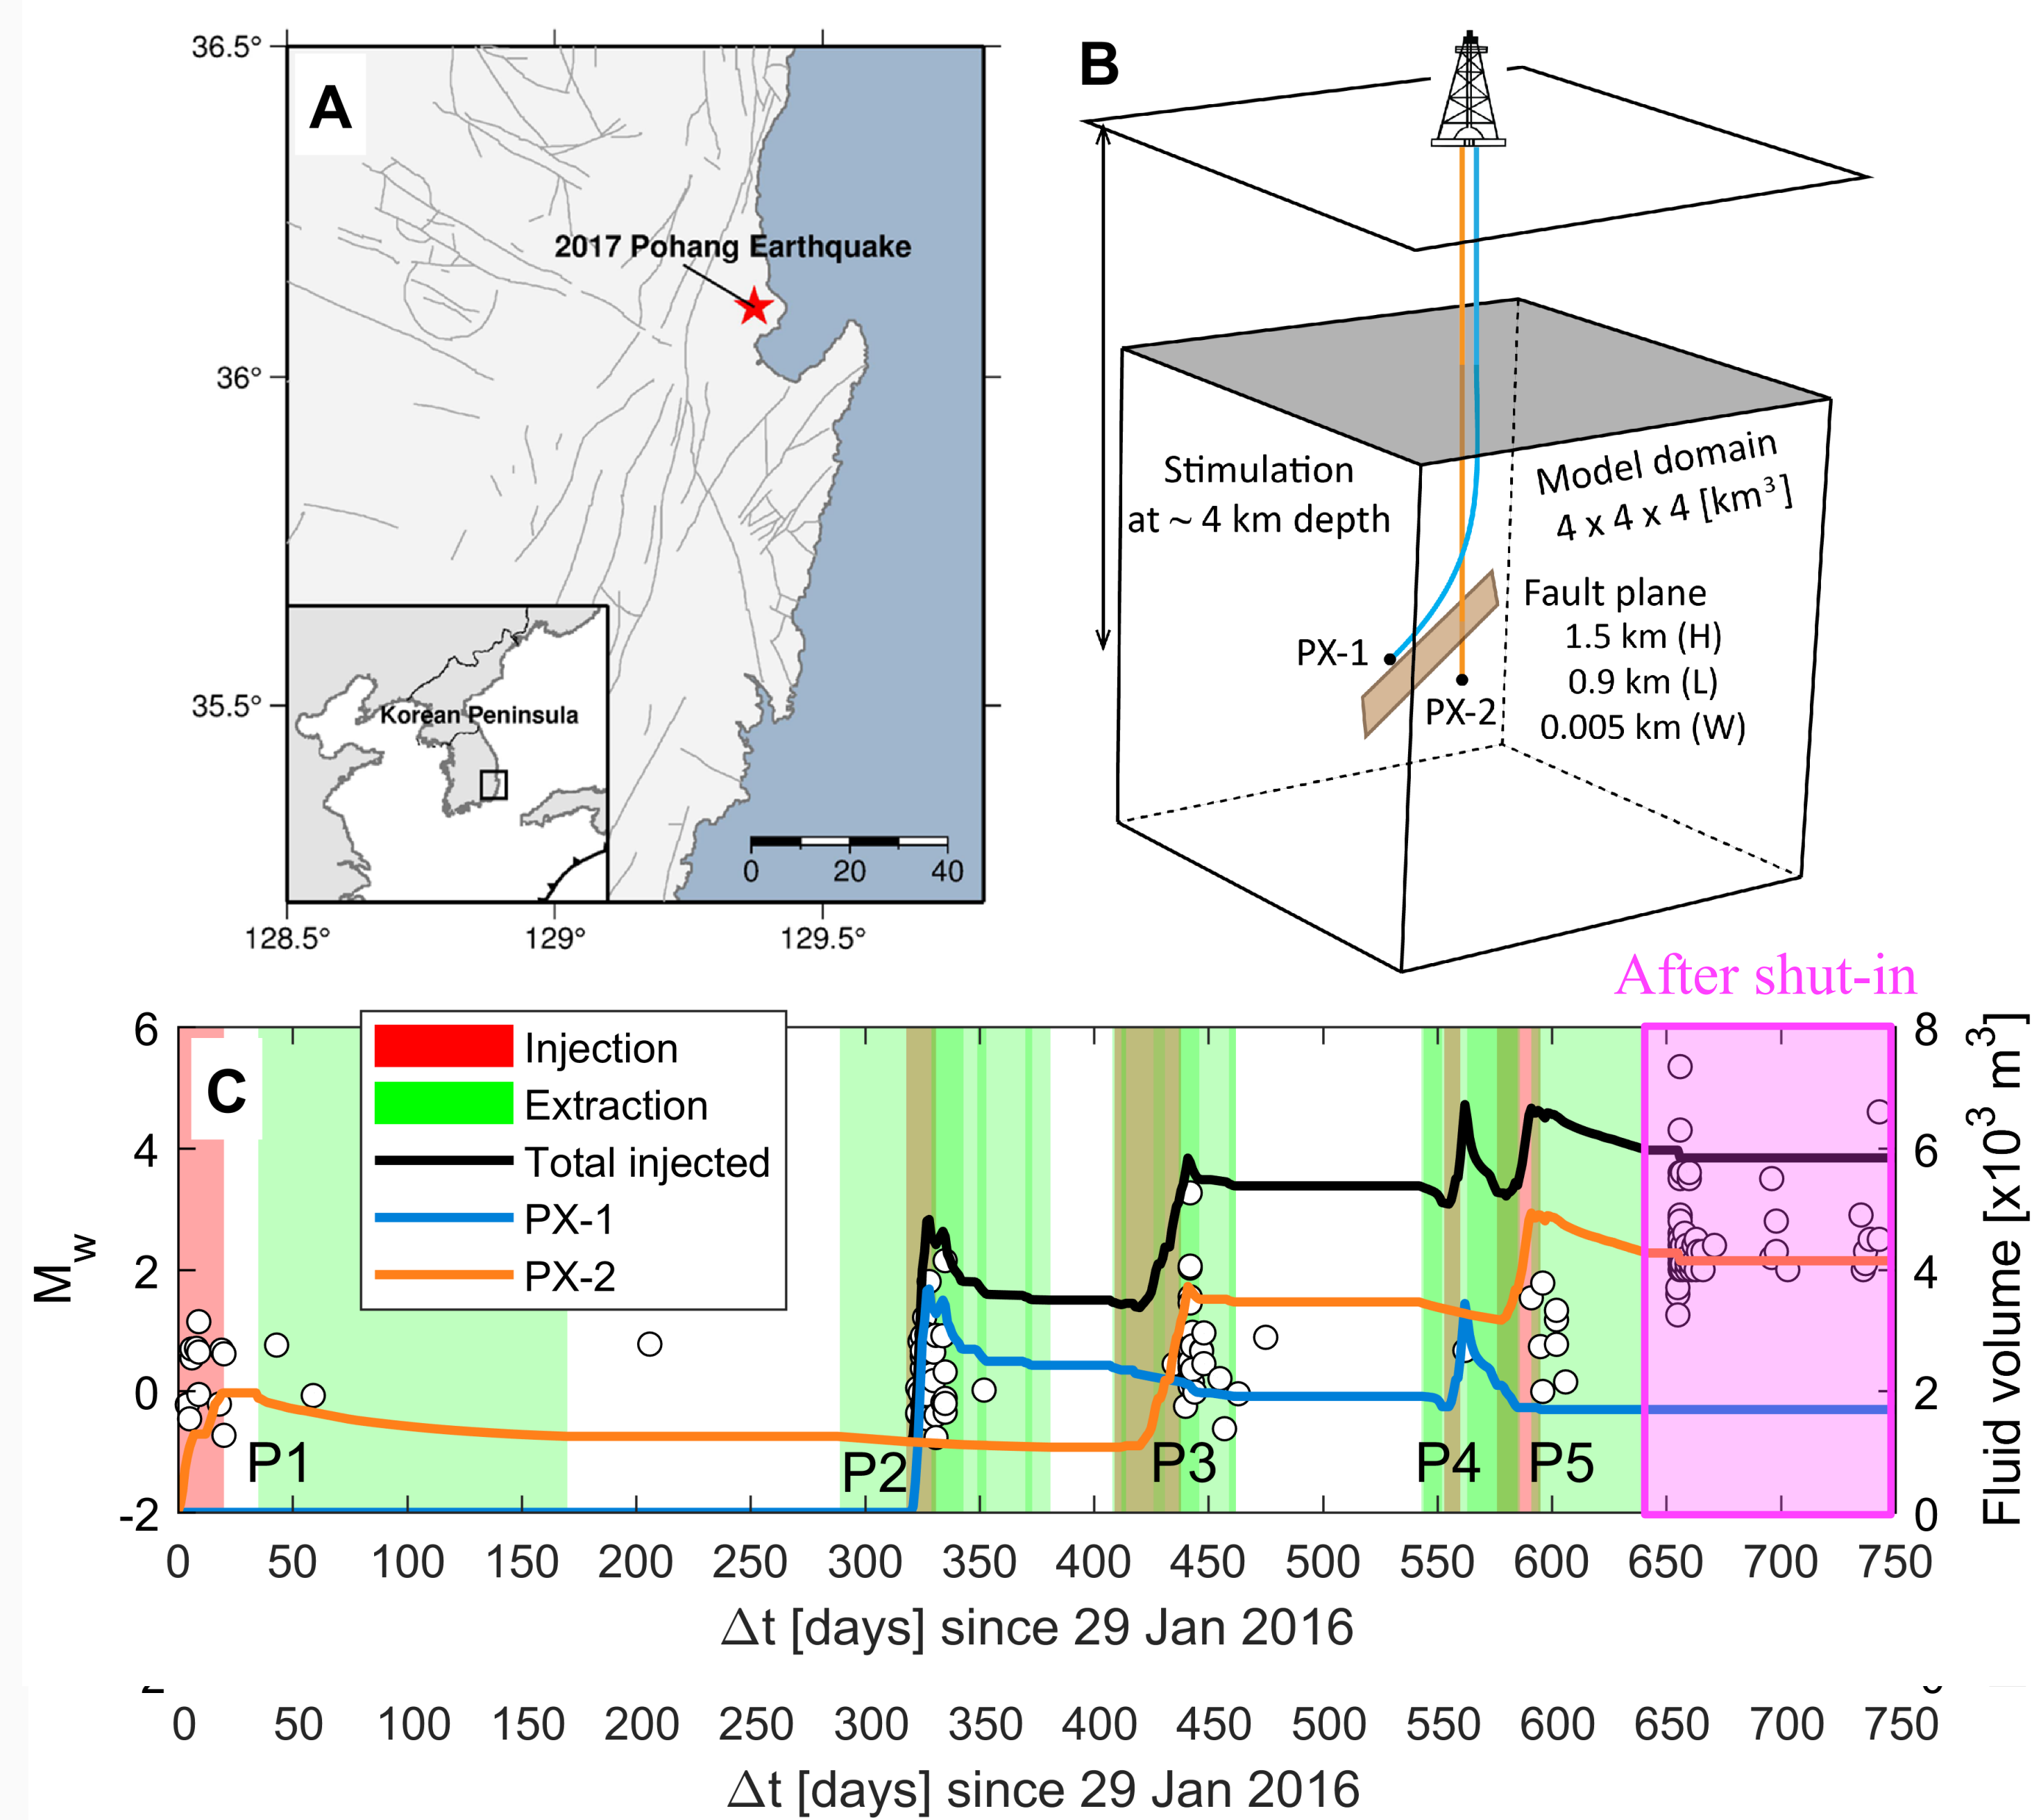 A
36.5°
36°
35.5°
128.5°
129°
129.5°
2017 Pohang Earthquake
Korean Peninsula
0
20
40
B
Stimulation
at ~ 4 km depth
Model domain
4 x 4 x 4 [km³]
Fault plane
1.5 km (H)
0.9 km (L)
0.005 km (W)
PX-1
PX-2
After shut-in
C
Injection
Extraction
Total injected
PX-1
PX-2
6
4
2
0
-2
Mw
8
6
4
2
0
Fluid volume [x10³ m³]
P1
P2
P3
P4
P5
0 50 100 150 200 250 300 350 400 450 500 550 600 650 700 750
Δt [days] since 29 Jan 2016
0 50 100 150 200 250 300 350 400 450 500 550 600 650 700 750
Δt [days] since 29 Jan 2016